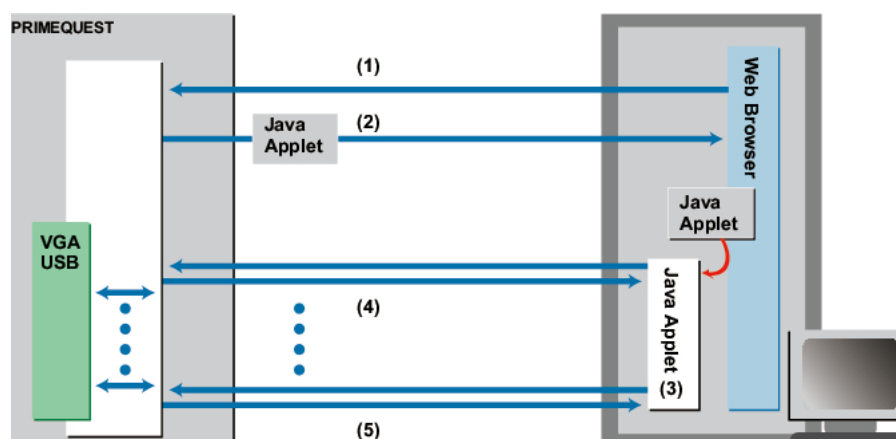 PRIMEQUEST
(1)
Java
Applet
(2)
Web Browser
Java
Applet
VGA
USB
Java Applet
(3)
(4)
(5)